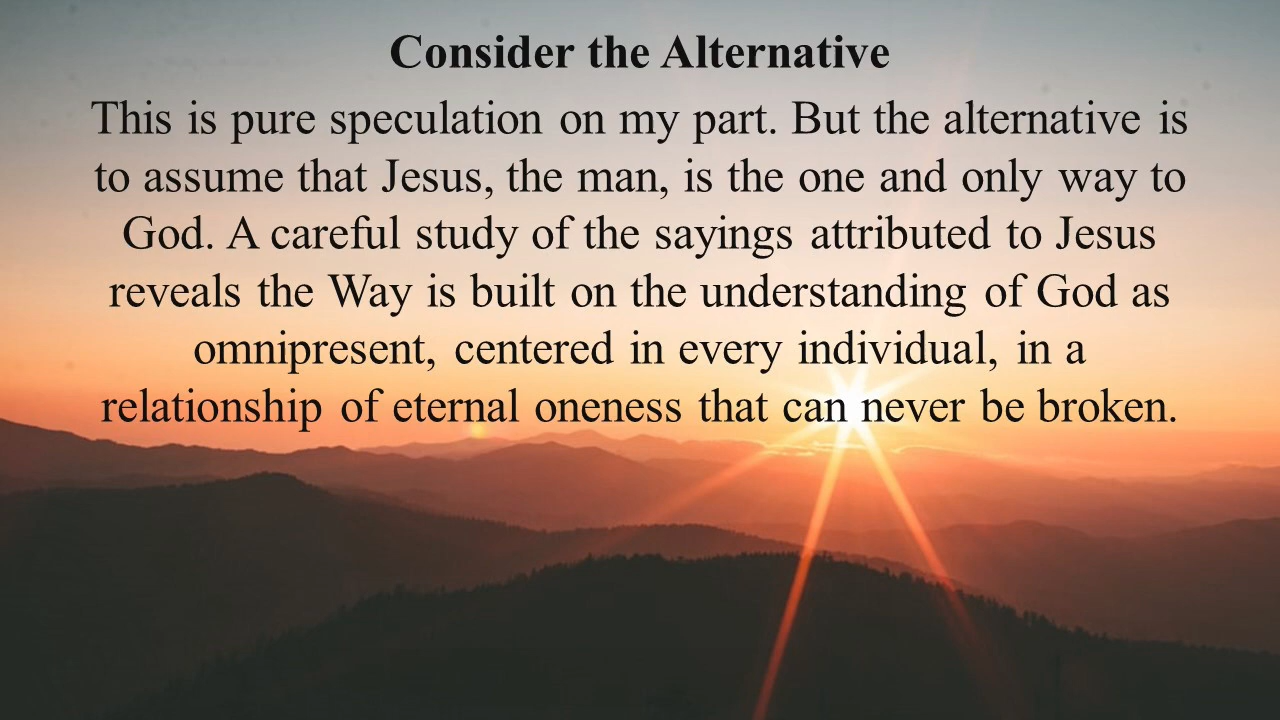 Consider the Alternative
This is pure speculation on my part. But the alternative is
to assume that Jesus, the man, is the one and only way to
God. A careful study of the sayings attributed to Jesus
reveals the Way is built on the understanding of God as
omnipresent, centered in every individual, in a
relationship of eternal oneness that can never be broken.